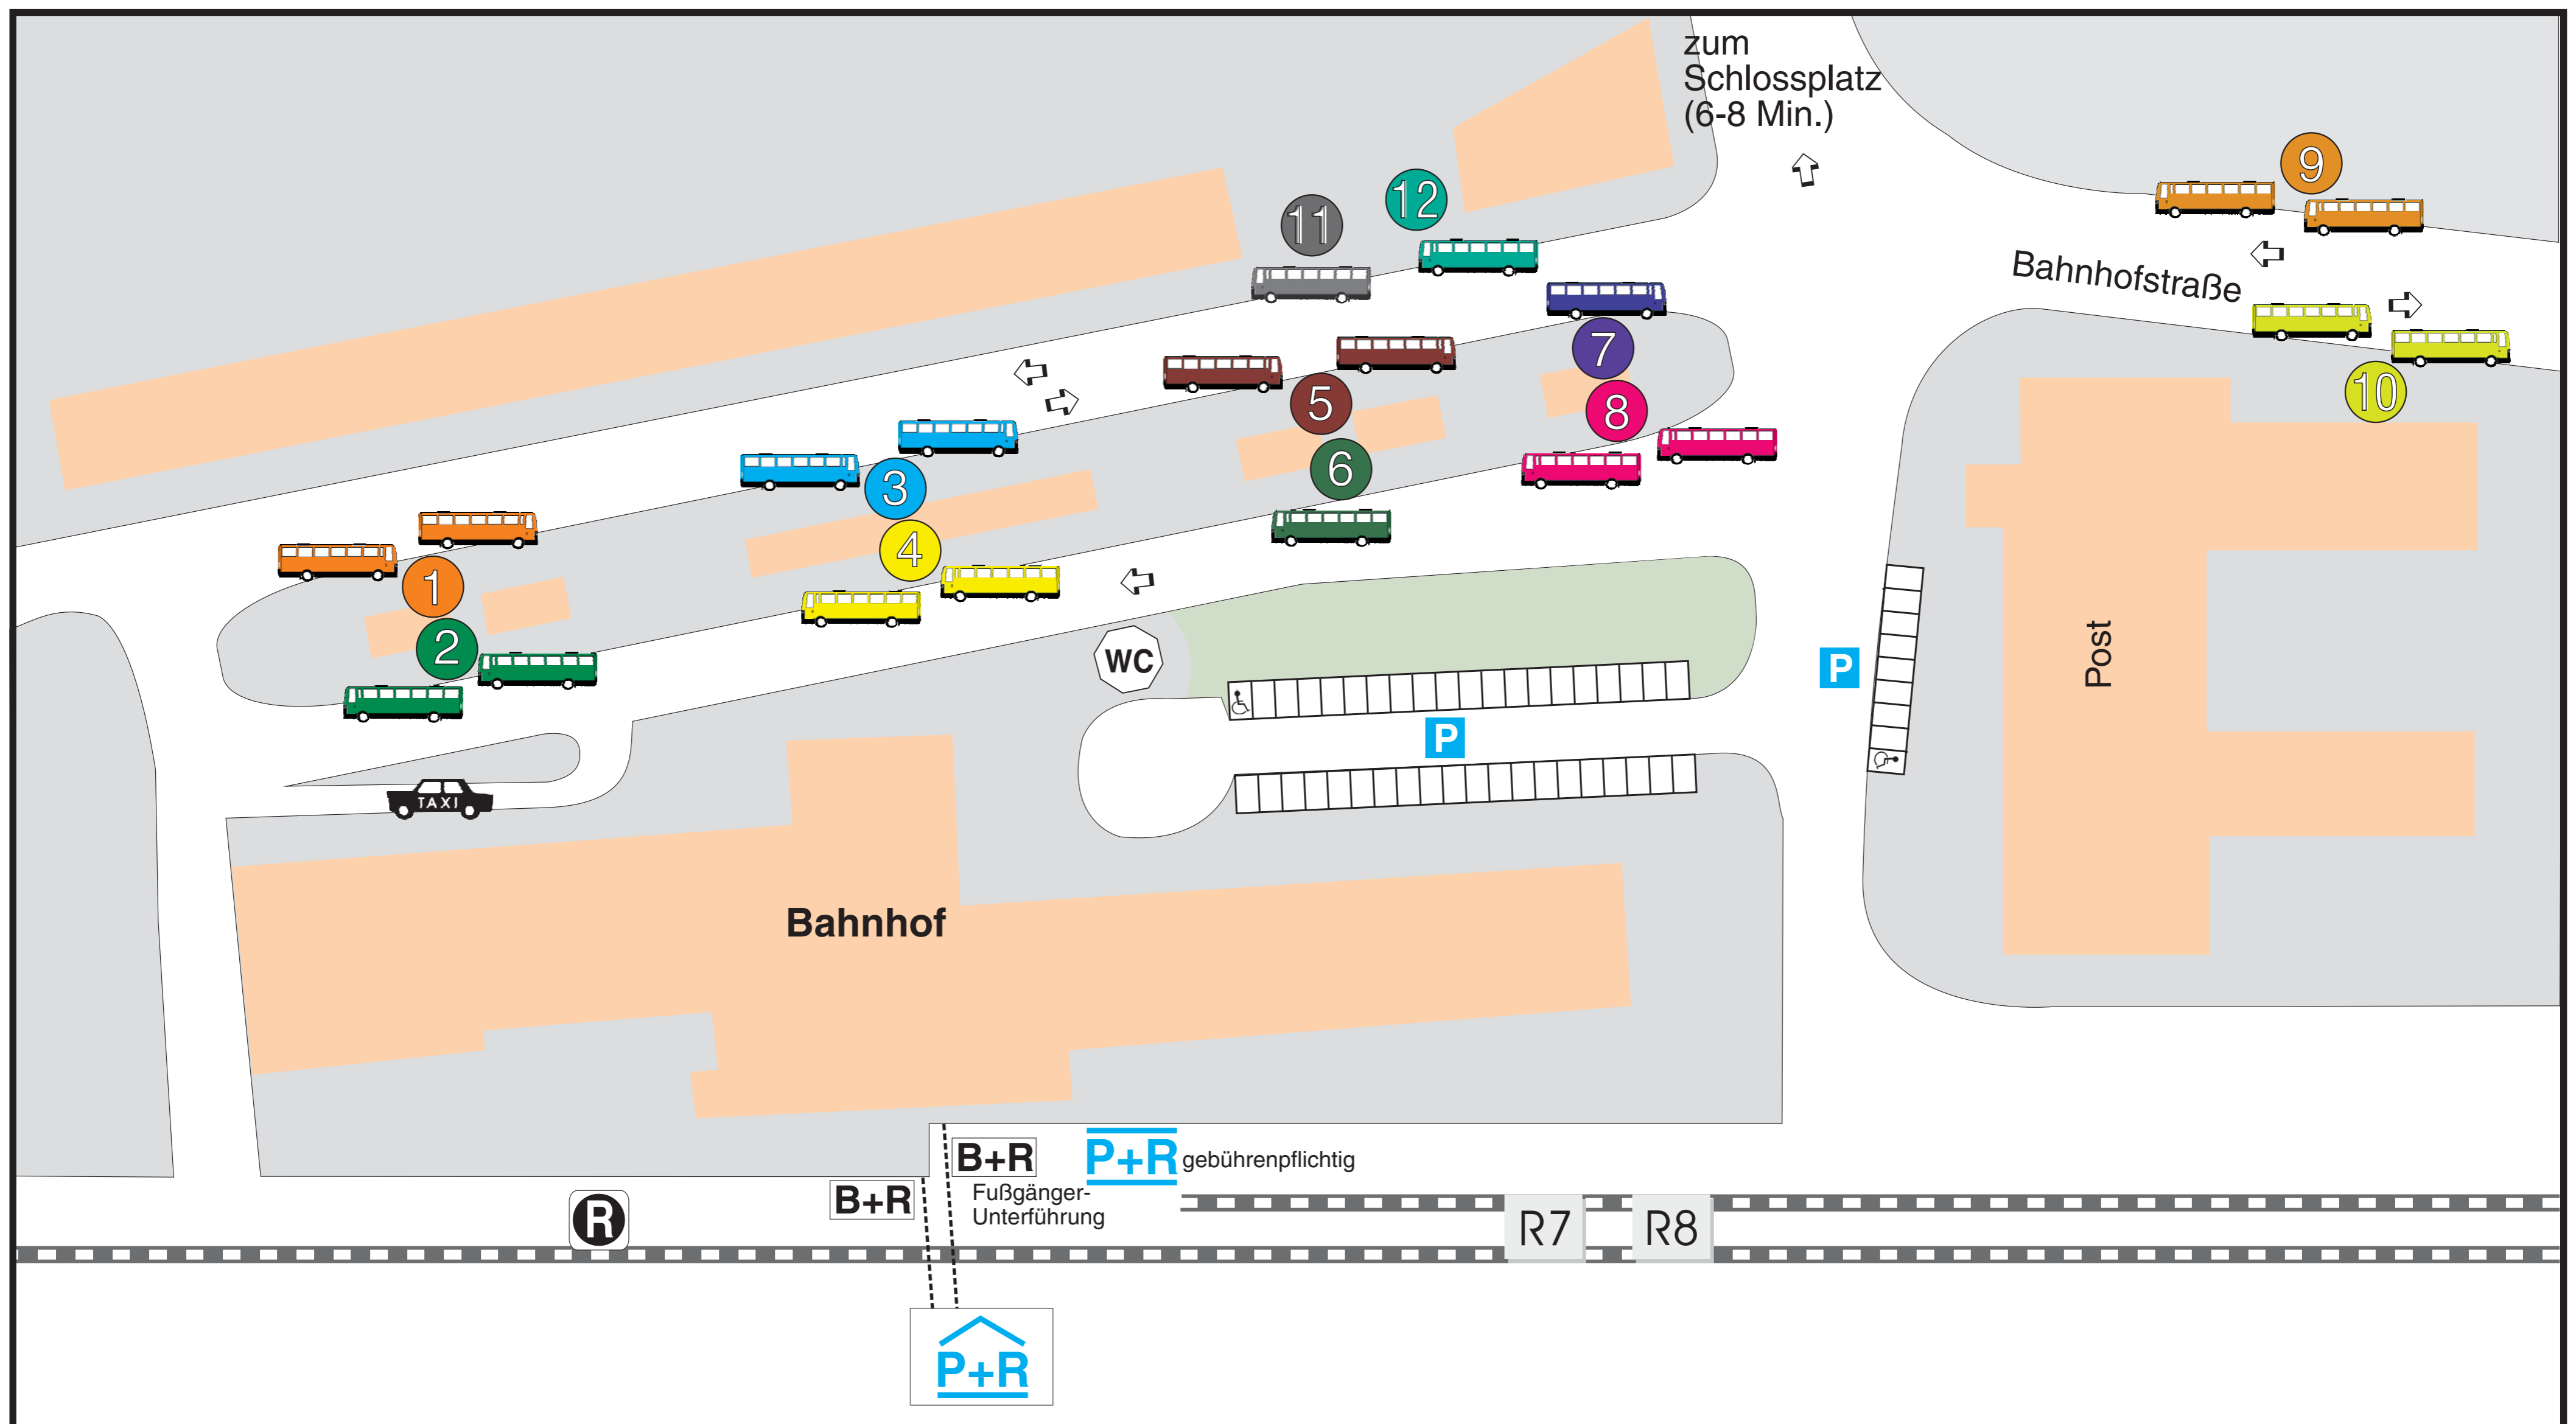 zum
Schlossplatz
(6-8 Min.)
9
12
11
Bahnhofstraße
7
10
5
8
3
6
4
1
2
WC
P
Post
P
TAXI
Bahnhof
B+R
P+R gebührenpflichtig
B+R
Fußgänger-
Unterführung
R
R7
R8
P+R